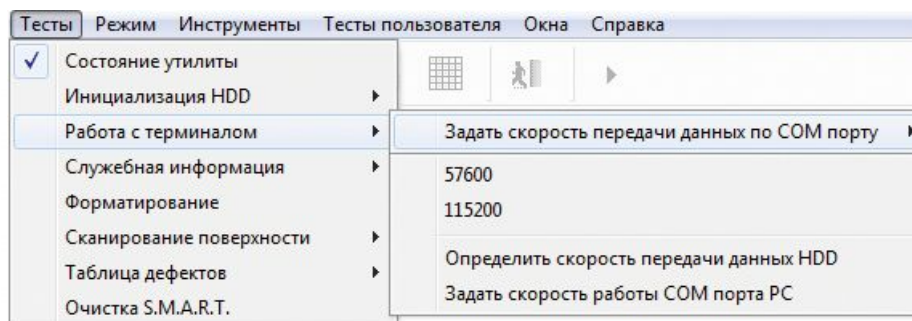 Тесты Режим Инструменты Тесты пользователя Окна Справка
Состояние утилиты
Инициализация HDD
Работа с терминалом
Задать скорость передачи данных по COM порту
Служебная информация
57600
Форматирование
115200
Сканирование поверхности
Определить скорость передачи данных HDD
Таблица дефектов
Задать скорость работы COM порта PC
Очистка S.M.A.R.T.